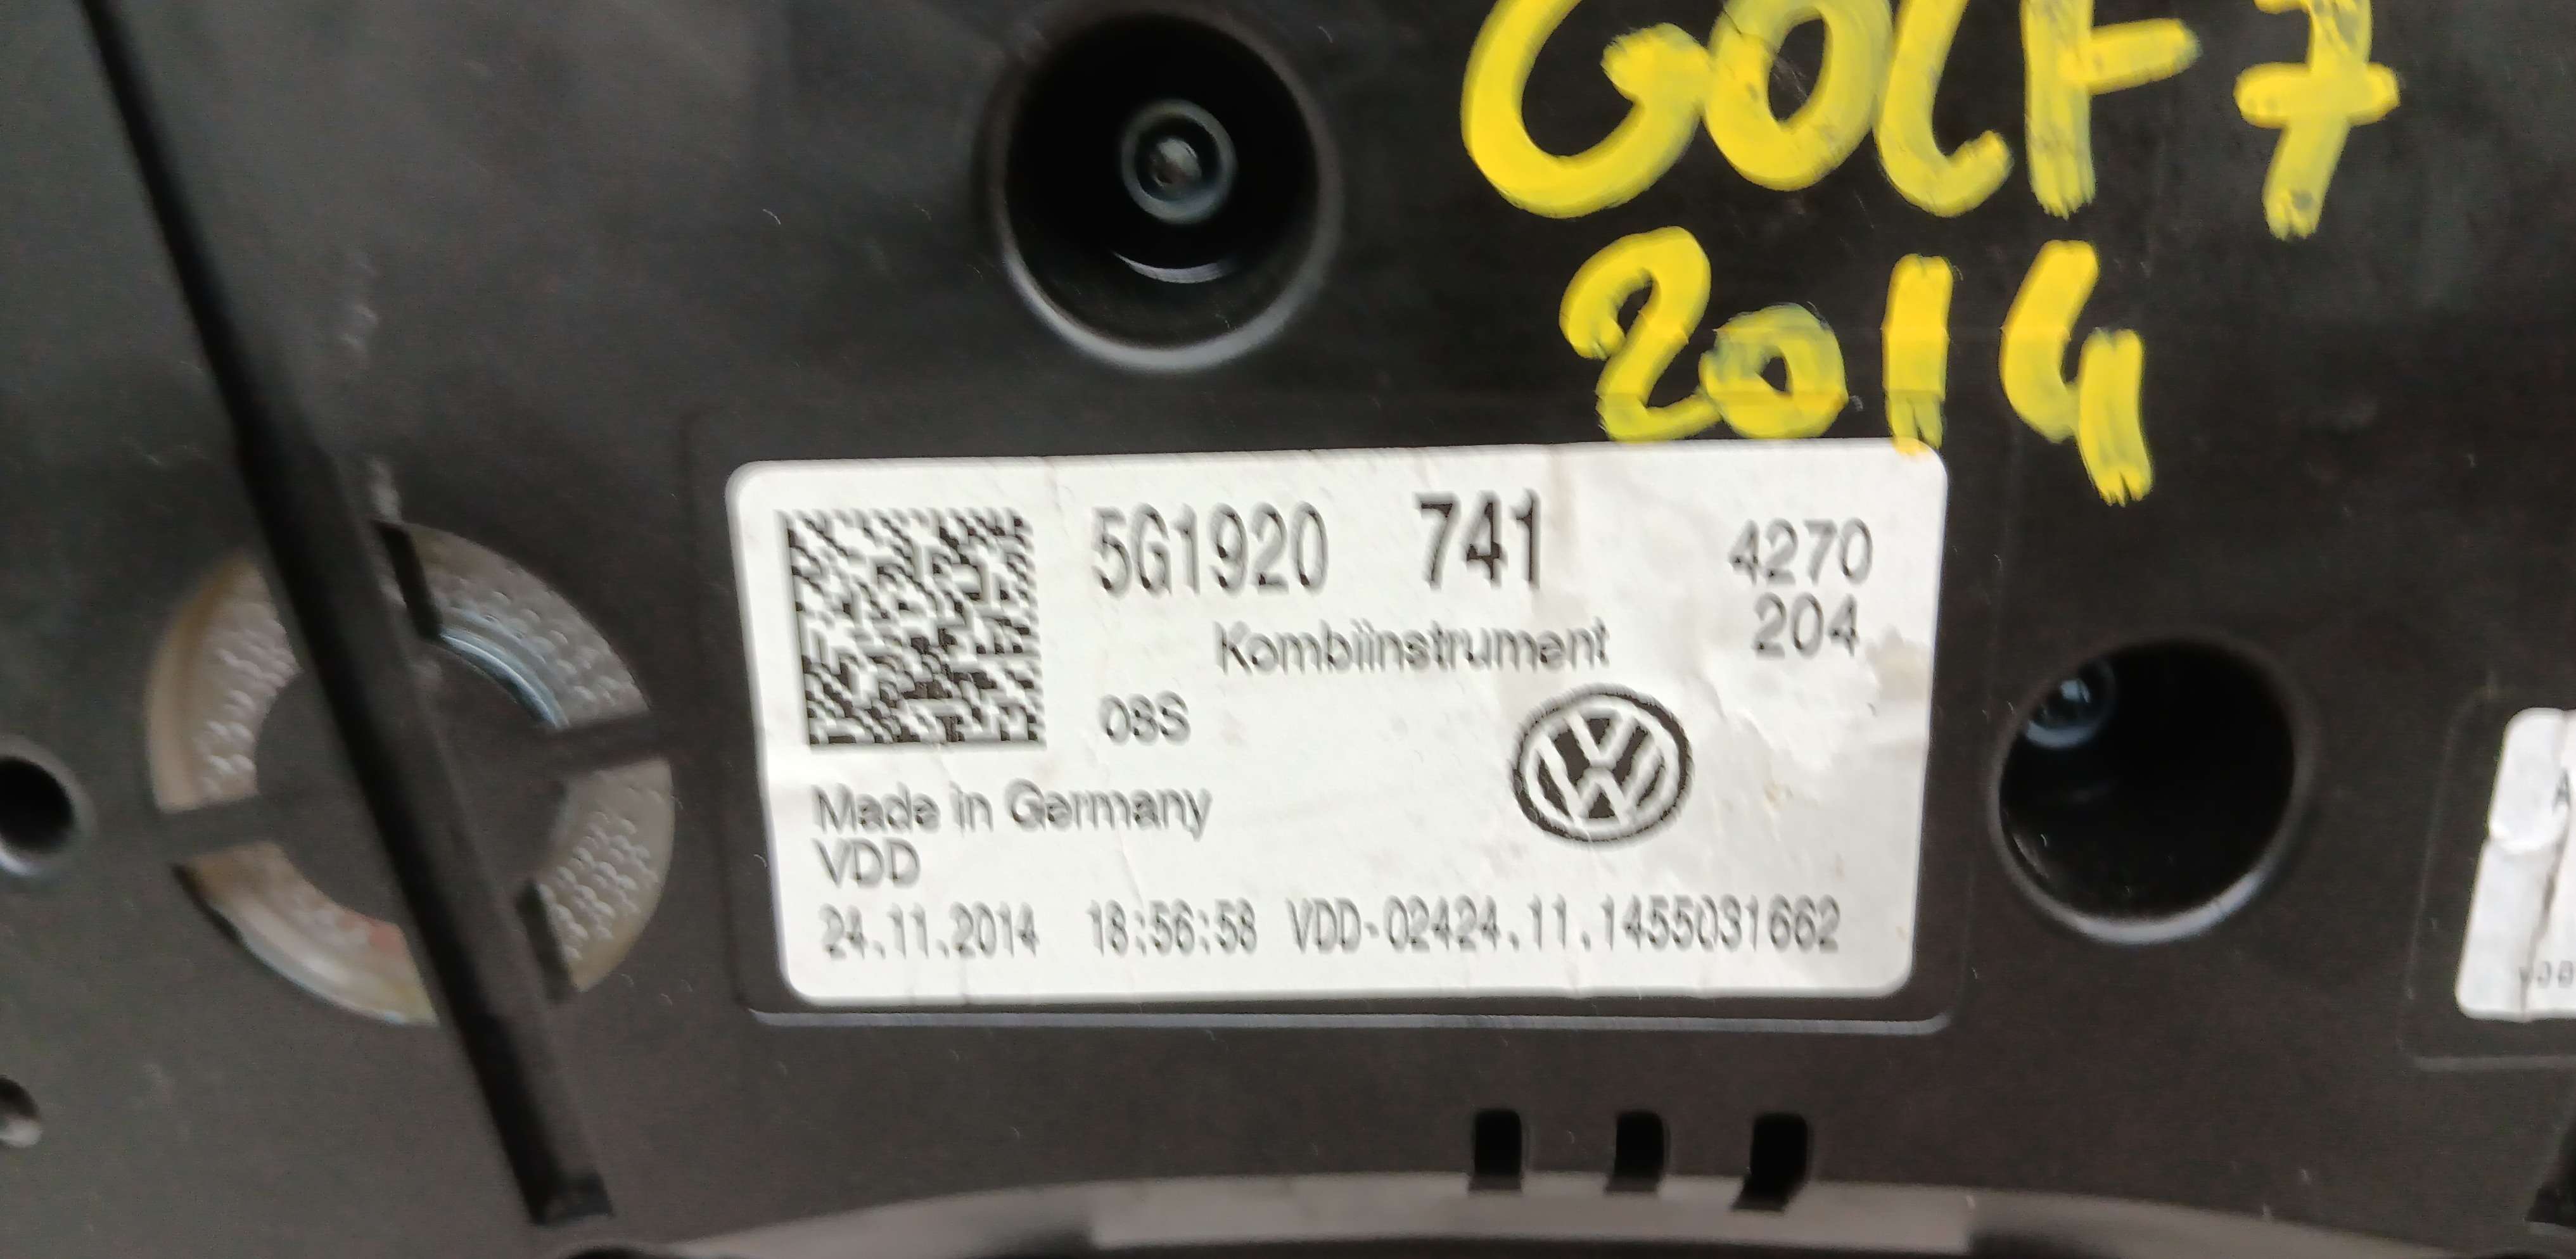 GOLF 7
2014
5G1920 741
4270
204
Kombiinstrument
08S
Made in Germany
VDD
24.11.2014 18:56:58 VDD-02424.11.1455031662
A